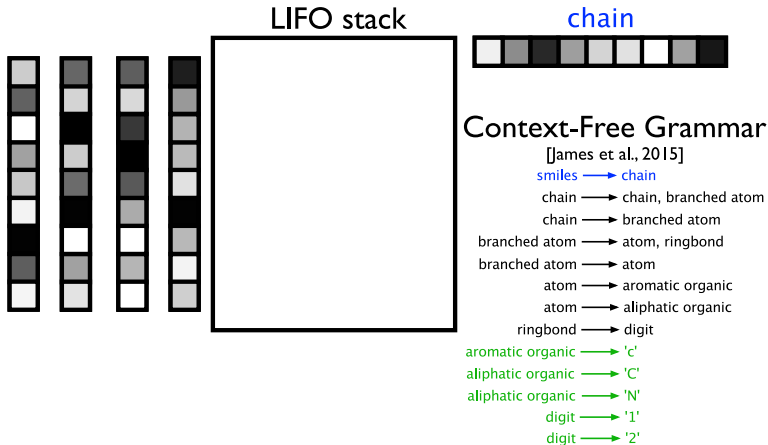 LIFO stack
chain
Context-Free Grammar
[James et al., 2015]
smiles → chain
chain → chain, branched atom
chain → branched atom
branched atom → atom, ringbond
branched atom → atom
atom → aromatic organic
atom → aliphatic organic
ringbond → digit
aromatic organic → 'c'
aliphatic organic → 'C'
aliphatic organic → 'N'
digit → '1'
digit → '2'